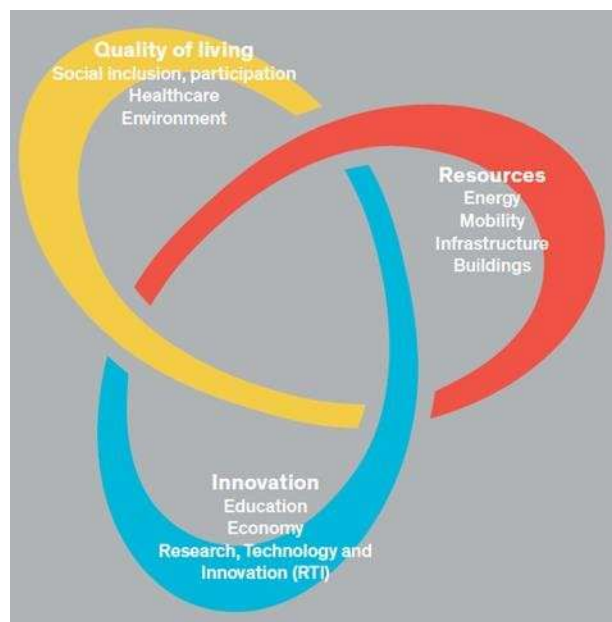 Quality of living
Social inclusion, participation
Healthcare
Environment
Resources
Energy
Mobility
Infrastructure
Buildings
Innovation
Education
Economy
Research, Technology and
Innovation (RTI)